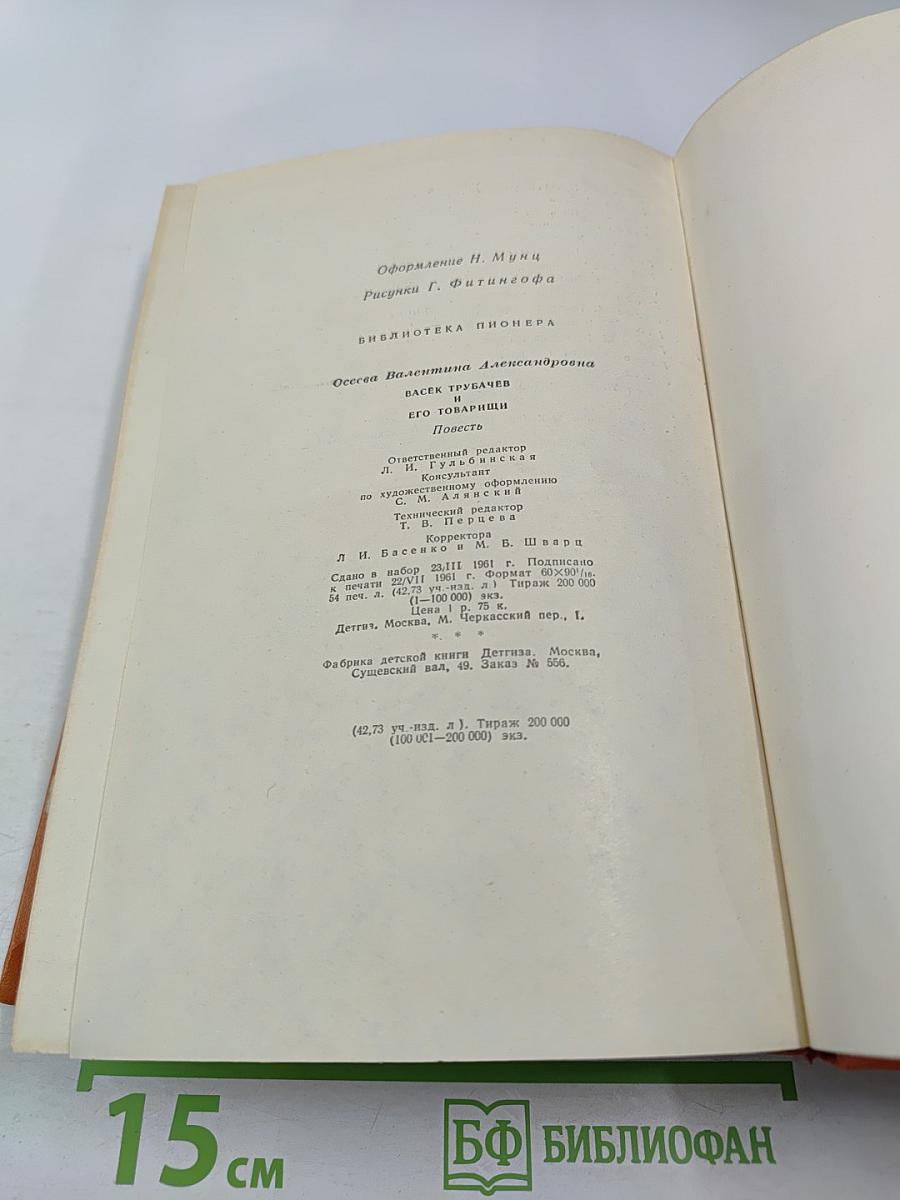 Оформление Н. Мунц
Рисунки Г. Фитингофа
БИБЛИОТЕКА ПИОНЕРА
Осеева Валентина Александровна
ВАСЕК ТРУБАЧЕВ
И
ЕГО ТОВАРИЩИ
Повесть
Ответственный редактор
Л. И. Гульбинская
Консультант
по художественному оформлению
С. М. Алянский
Технический редактор
Т. В. Перцева
Корректора
Л. И. Басенко и М. Б. Шварц
Сдано в набор 23/III 1961 г. Подписано
к печати 22/VII 1961 г. Формат 60×90¹/₁₆.
54 печ. л. (42,73 уч.-изд. л.) Тираж 200 000
(1—100 000) экз.
Цена 1 р. 75 к.
Детгиз. Москва, М. Черкасский пер., 1.
* * *
Фабрика детской книги Детгиза. Москва,
Сущевский вал, 49. Заказ № 556.
(42,73 уч.-изд. л.). Тираж 200 000
(100 001—200 000) экз.
15 см
БФ БИБЛИОФАН